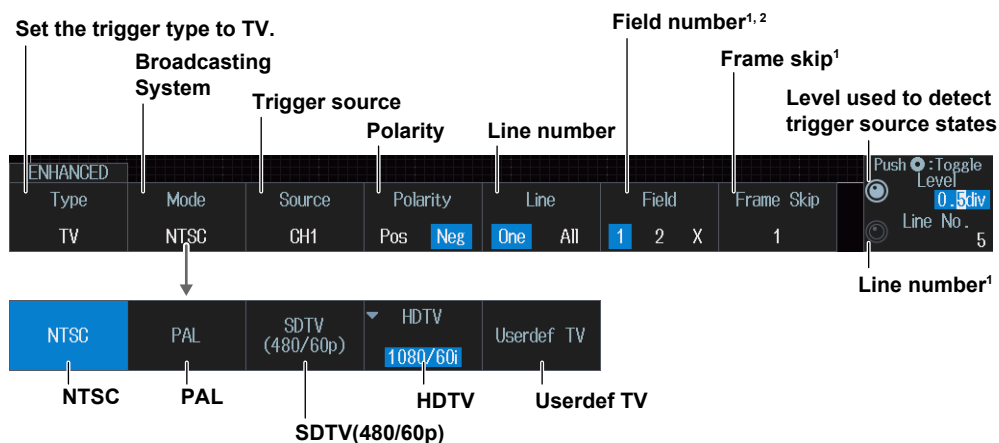 Set the trigger type to TV.
Broadcasting
System
Trigger source
Polarity
Line number
Field number1, 2
Frame skip1
Level used to detect
trigger source states
ENHANCED
Type
TV
Mode
NTSC
Source
CH1
Polarity
Pos Neg
Line
One All
Field
1 2 X
Frame Skip
1
Push :Toggle
Level
0.5div
Line No.
5
Line number1
NTSC
PAL
SDTV
(480/60p)
HDTV
1080/60i
Userdef TV
NTSC
PAL
SDTV(480/60p)
HDTV
Userdef TV